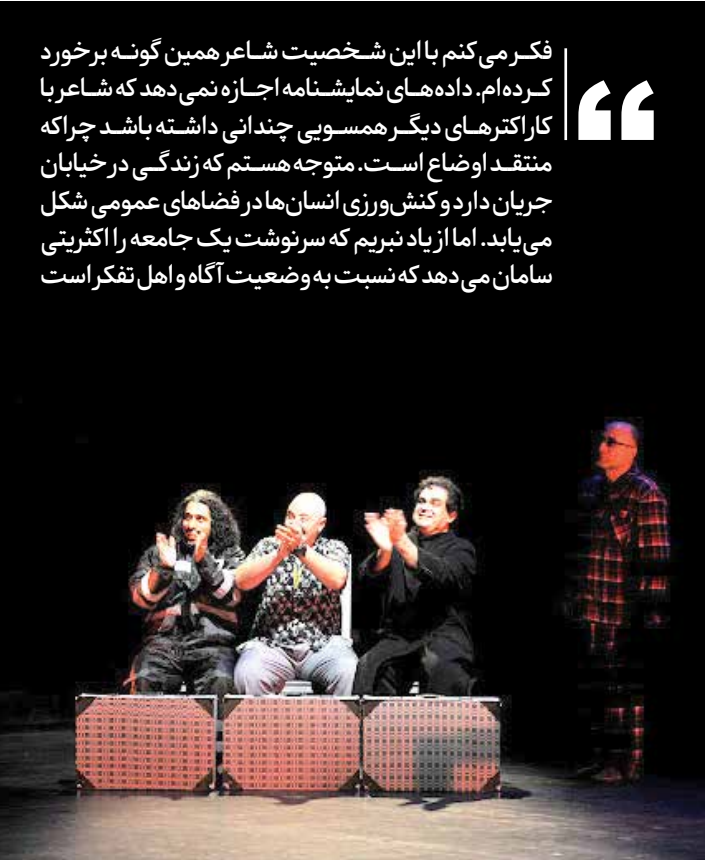 فکر می‌کنم با این شخصیت شاعر همین گونه برخورد
کرده‌ام. داده‌های نمایشنامه اجازه نمی‌دهد که شاعر با
کاراکترهای دیگر همسویی چندانی داشته باشد چراکه
منتقد اوضاع است. متوجه هستم که زندگی در خیابان
جریان دارد و کنش‌ورزی انسان‌ها در فضاهای عمومی شکل
می‌یابد. اما از یاد نبریم که سرنوشت یک جامعه را اکثریتی
سامان می‌دهد که نسبت به وضعیت آگاه و اهل تفکر است